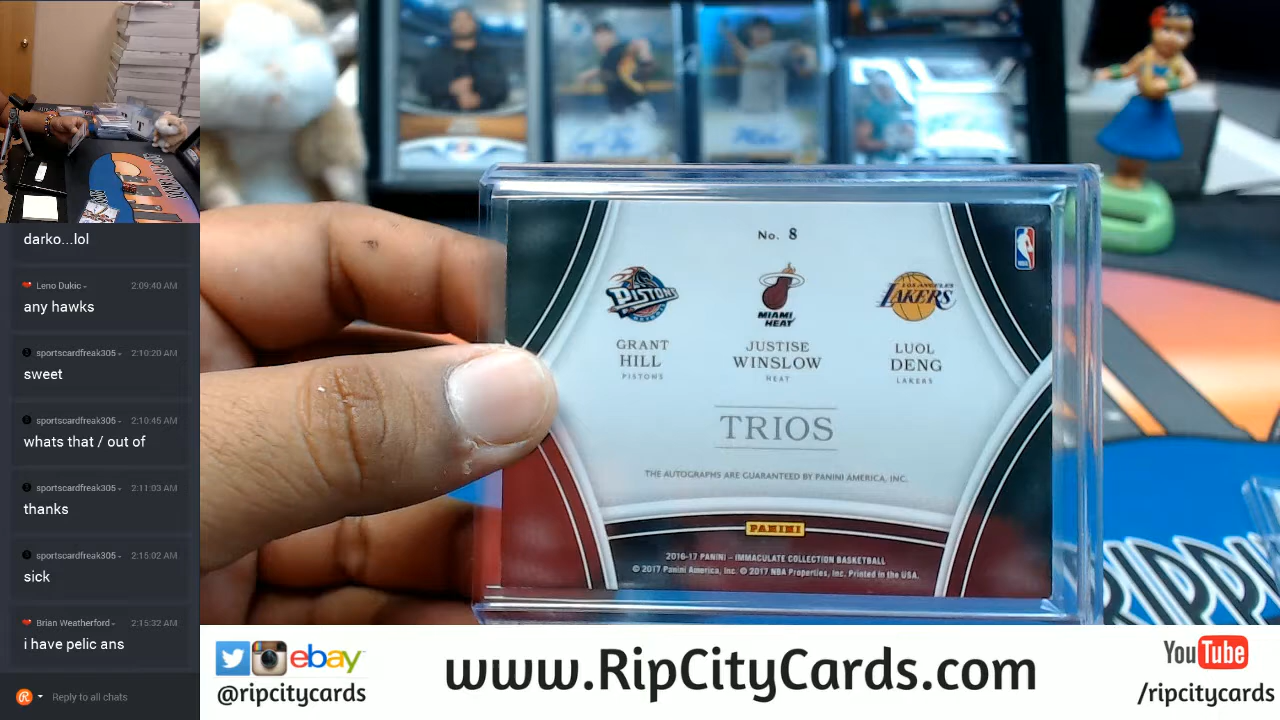 darko...lol
Leno Dukic
2:09:40 AM
any hawks
sportscardfreak305
2:10:20 AM
sweet
sportscardfreak305
2:10:45 AM
whats that / out of
sportscardfreak305
2:11:03 AM
thanks
sportscardfreak305
2:15:02 AM
sick
Brian Weatherford
2:15:32 AM
i have pelic ans
Reply to all chats
No. 8
PISTONS
MIAMI
HEAT
LOS ANGELES
LAKERS
GRANT
HILL
PISTONS
JUSTISE
WINSLOW
HEAT
LUOL
DENG
LAKERS
TRIOS
THE AUTOGRAPHS ARE GUARANTEED BY PANINI AMERICA, INC.
PANINI
2016-17 PANINI – IMMACULATE COLLECTION BASKETBALL
© 2017 Panini America, Inc. © 2017 NBA Properties, Inc. Printed in the USA.
ebay
@ripcitycards
www.RipCityCards.com
YouTube
/ripcitycards